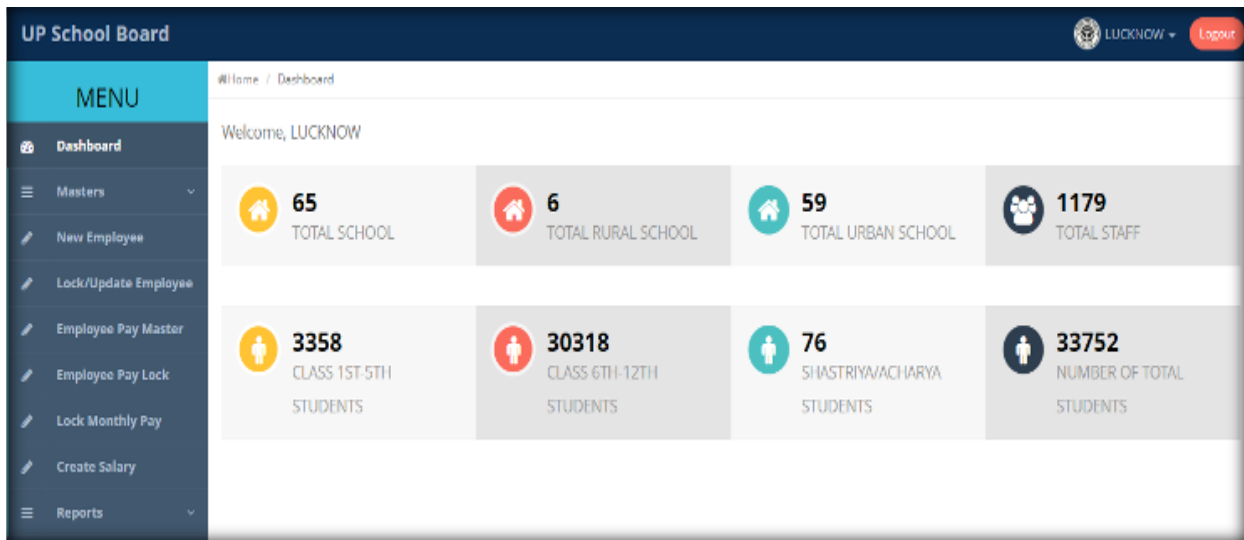 UP School Board
LUCKNOW
Logout
MENU
Home / Dashboard
Dashboard
Welcome, LUCKNOW
Masters
New Employee
Lock/Update Employee
Employee Pay Master
Employee Pay Lock
Lock Monthly Pay
Create Salary
Reports
65
TOTAL SCHOOL
6
TOTAL RURAL SCHOOL
59
TOTAL URBAN SCHOOL
1179
TOTAL STAFF
3358
CLASS 1ST-5TH
STUDENTS
30318
CLASS 6TH-12TH
STUDENTS
76
SHASTRIYA/ACHARYA
STUDENTS
33752
NUMBER OF TOTAL
STUDENTS